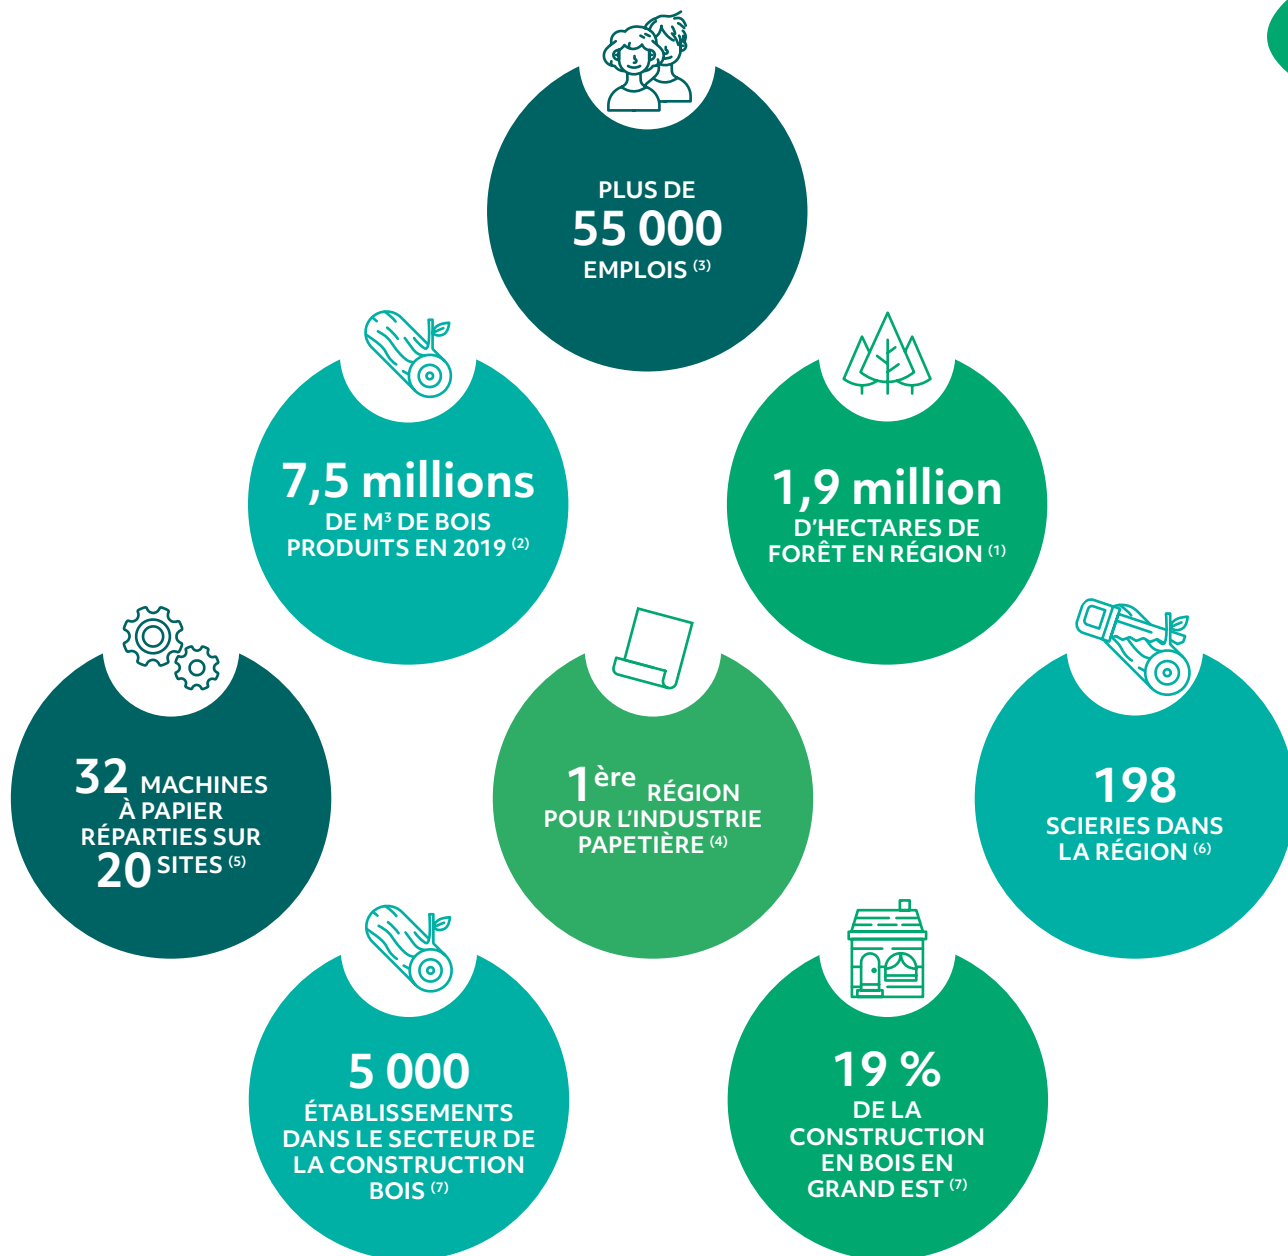 PLUS DE
55 000
EMPLOIS (3)
7,5 millions
DE M³ DE BOIS
PRODUITS EN 2019 (2)
1,9 million
D'HECTARES DE
FORÊT EN RÉGION (1)
32 MACHINES
À PAPIER
RÉPARTIES SUR
20 SITES (5)
1ère RÉGION
POUR L'INDUSTRIE
PAPETIÈRE (4)
198
SCIERIES DANS
LA RÉGION (6)
5 000
ÉTABLISSEMENTS
DANS LE SECTEUR DE
LA CONSTRUCTION
BOIS (7)
19 %
DE LA
CONSTRUCTION
EN BOIS EN
GRAND EST (7)